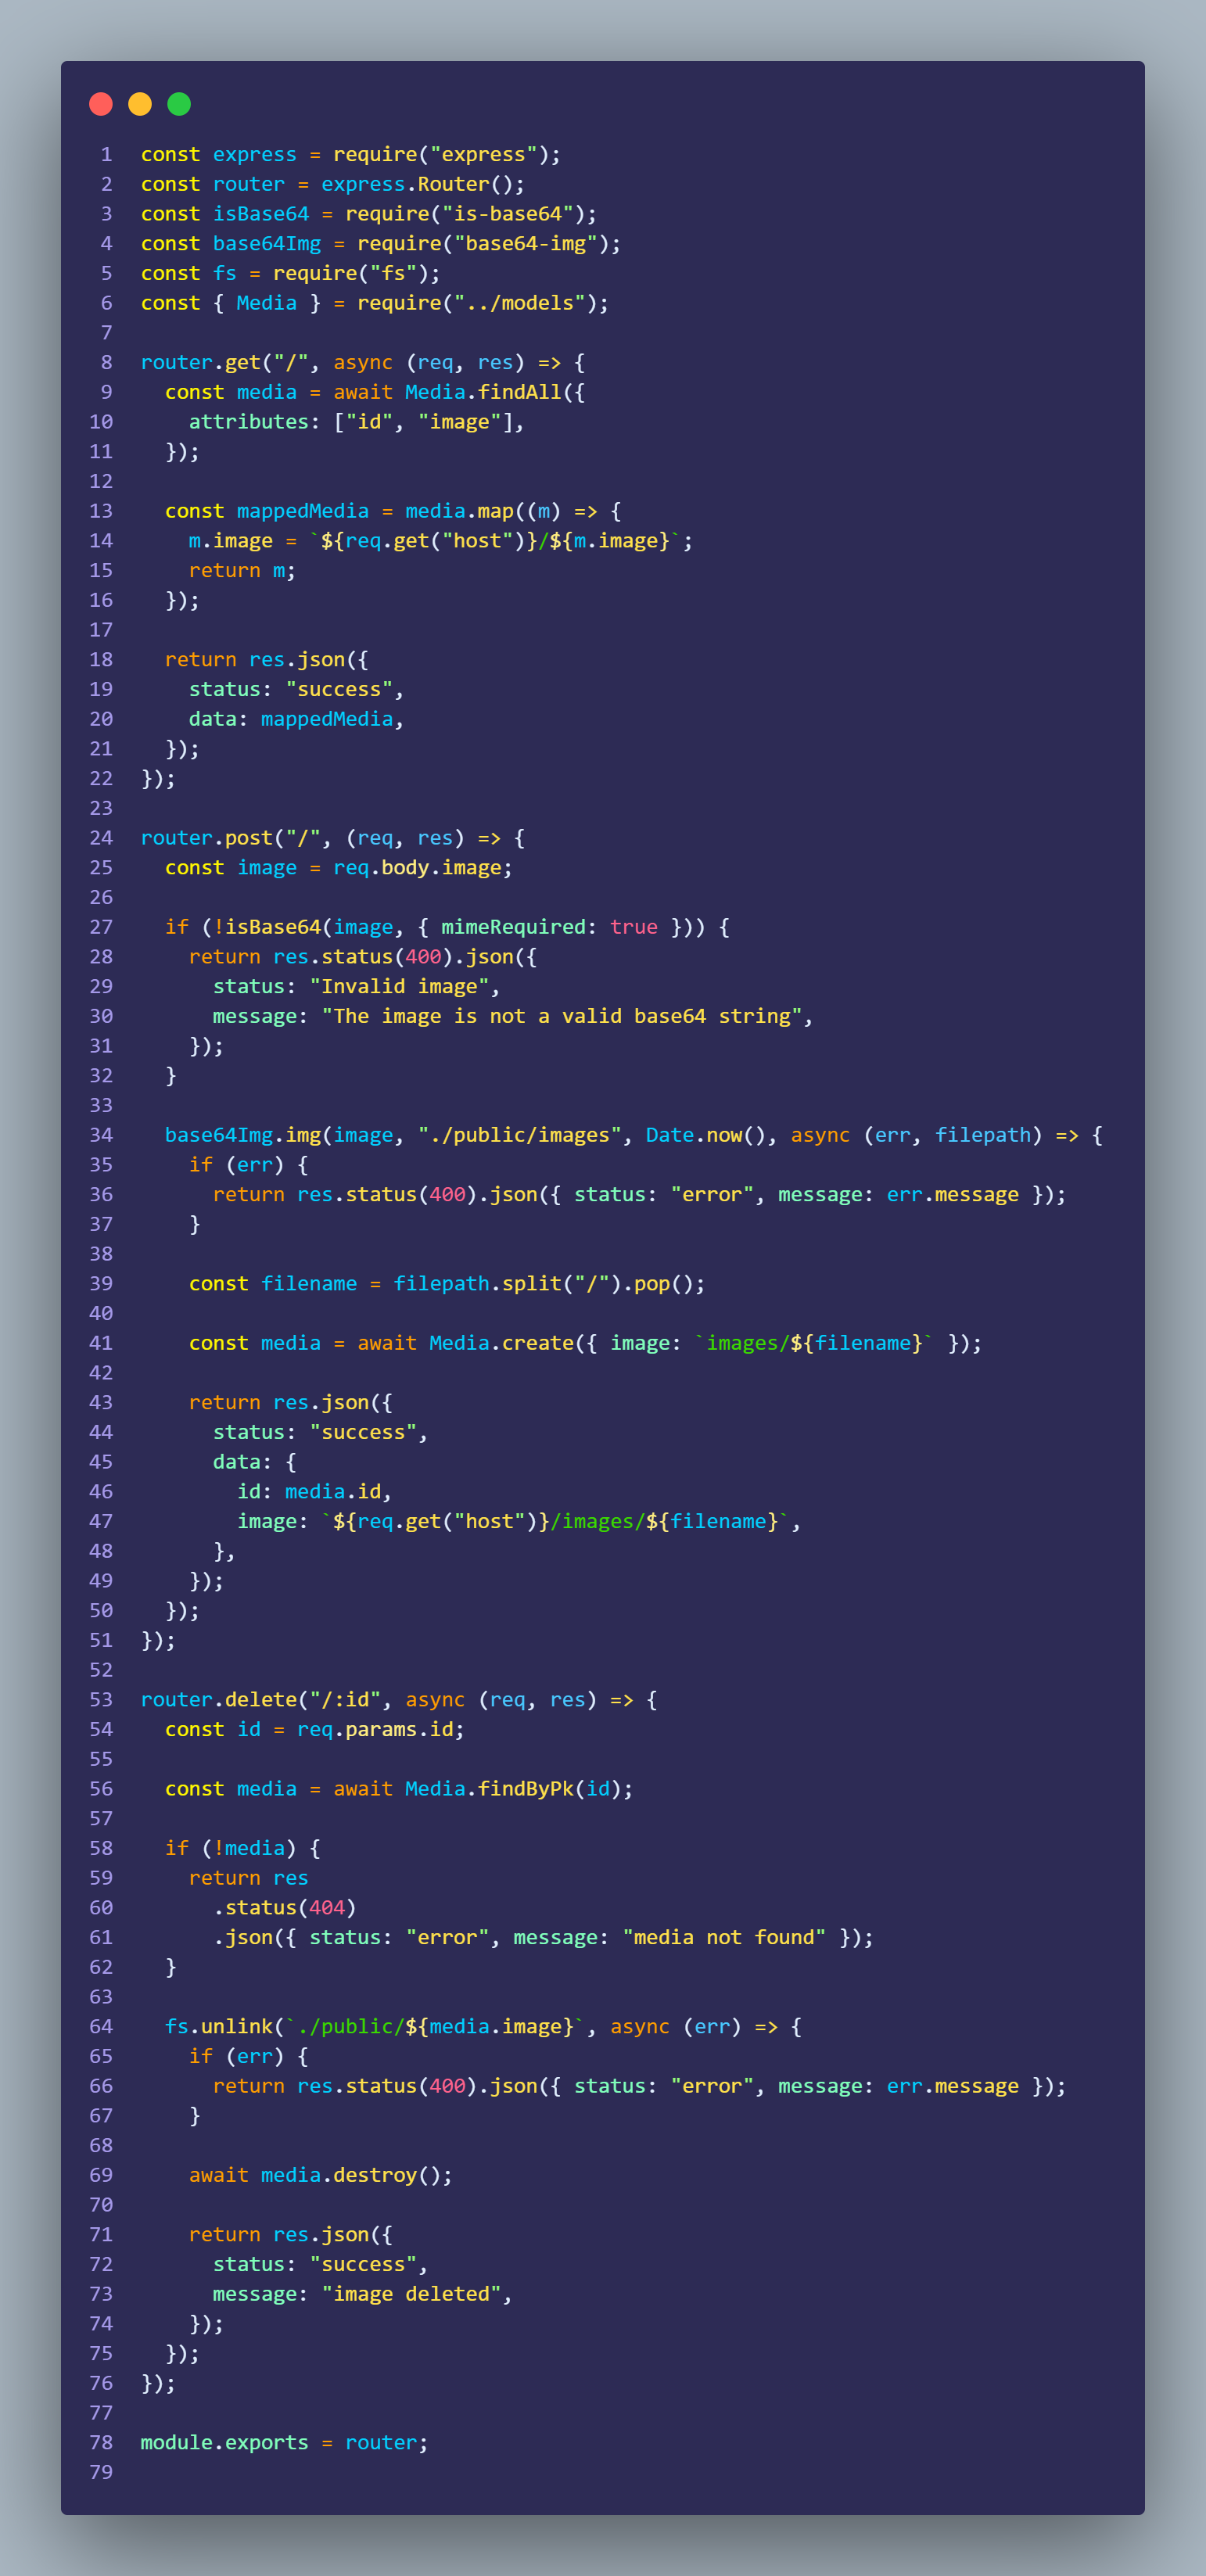 1 const express = require("express");
2 const router = express.Router();
3 const isBase64 = require("is-base64");
4 const base64Img = require("base64-img");
5 const fs = require("fs");
6 const { Media } = require("../models");
7
8 router.get("/", async (req, res) => {
9   const media = await Media.findAll({
10     attributes: ["id", "image"],
11   });
12
13   const mappedMedia = media.map((m) => {
14     m.image = `${req.get("host")}/${m.image}`;
15     return m;
16   });
17
18   return res.json({
19     status: "success",
20     data: mappedMedia,
21   });
22 });
23
24 router.post("/", (req, res) => {
25   const image = req.body.image;
26
27   if (!isBase64(image, { mimeRequired: true })) {
28     return res.status(400).json({
29       status: "Invalid image",
30       message: "The image is not a valid base64 string",
31     });
32   }
33
34   base64Img.img(image, "./public/images", Date.now(), async (err, filepath) => {
35     if (err) {
36       return res.status(400).json({ status: "error", message: err.message });
37     }
38
39     const filename = filepath.split("/").pop();
40
41     const media = await Media.create({ image: `images/${filename}` });
42
43     return res.json({
44       status: "success",
45       data: {
46         id: media.id,
47         image: `${req.get("host")}/images/${filename}`,
48       },
49     });
50   });
51 });
52
53 router.delete("/:id", async (req, res) => {
54   const id = req.params.id;
55
56   const media = await Media.findByPk(id);
57
58   if (!media) {
59     return res
60       .status(404)
61       .json({ status: "error", message: "media not found" });
62   }
63
64   fs.unlink(`./public/${media.image}`, async (err) => {
65     if (err) {
66       return res.status(400).json({ status: "error", message: err.message });
67     }
68
69     await media.destroy();
70
71     return res.json({
72       status: "success",
73       message: "image deleted",
74     });
75   });
76 });
77
78 module.exports = router;
79